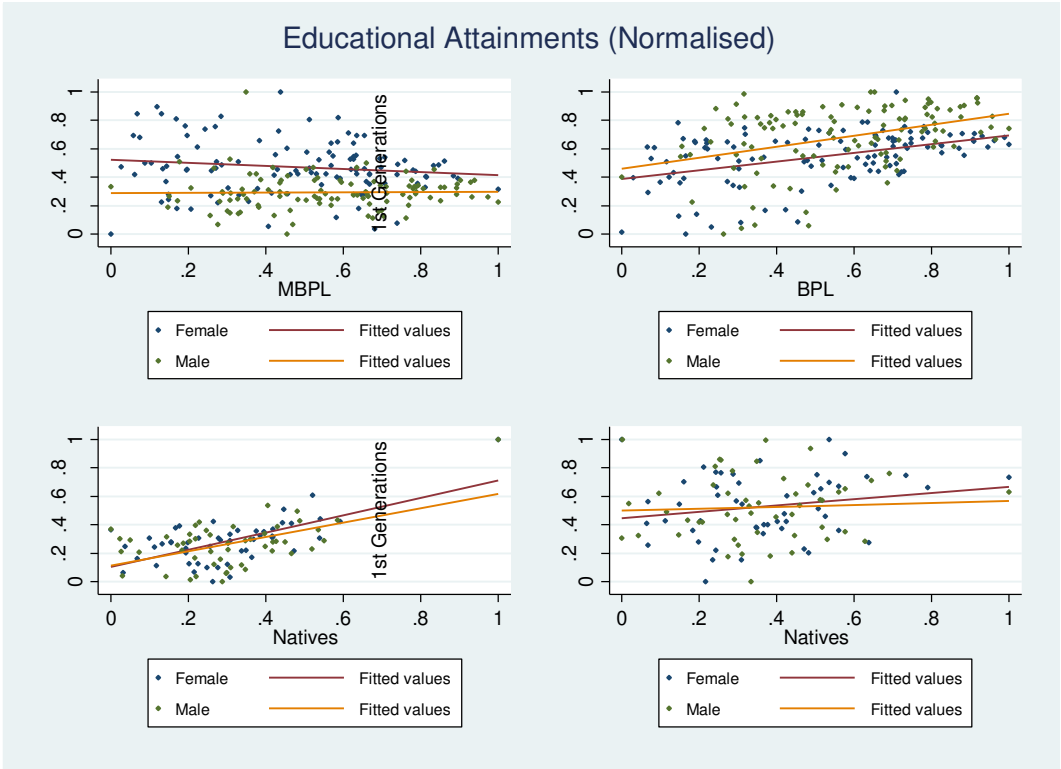 Educational Attainments (Normalised)
1st Generations
0 .2 .4 .6 .8 1
0 .2 .4 .6 .8 1
MBPL
Female Fitted values
Male Fitted values
0 .2 .4 .6 .8 1
0 .2 .4 .6 .8 1
BPL
Female Fitted values
Male Fitted values
1st Generations
0 .2 .4 .6 .8 1
0 .2 .4 .6 .8 1
Natives
Female Fitted values
Male Fitted values
0 .2 .4 .6 .8 1
0 .2 .4 .6 .8 1
Natives
Female Fitted values
Male Fitted values